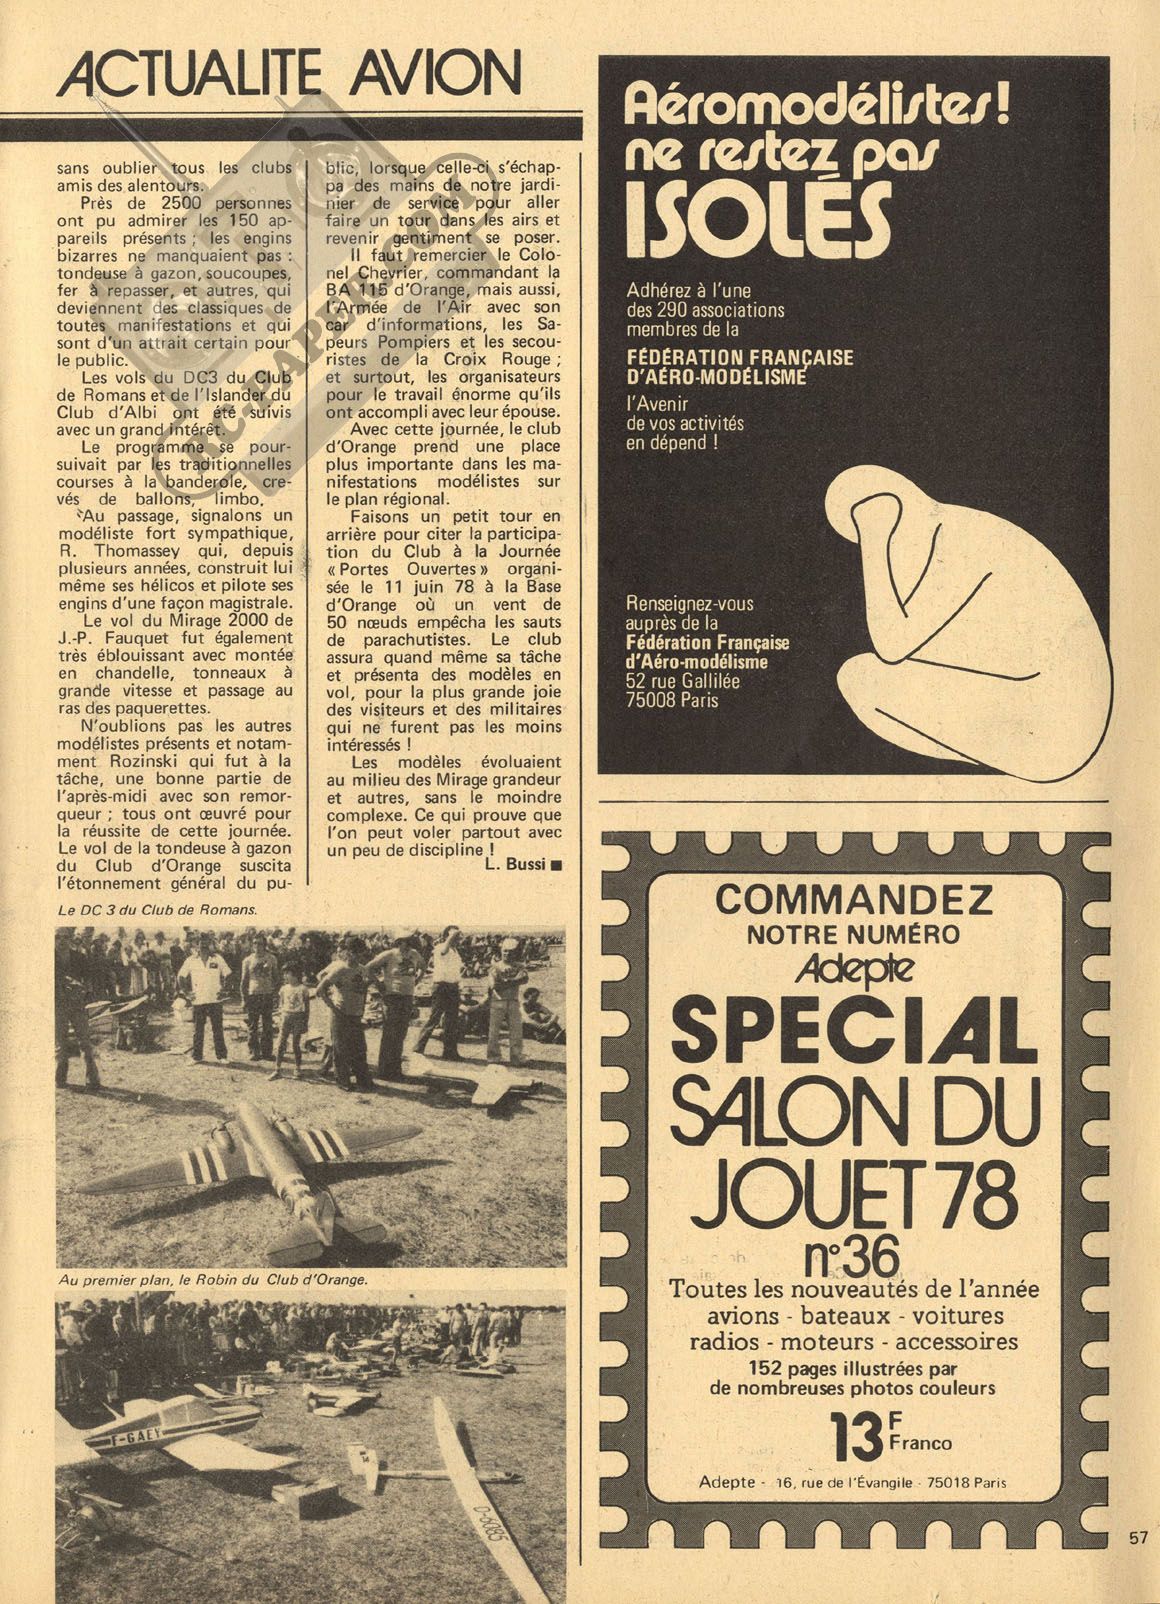 ACTUALITE AVION
sans oublier tous les clubs
amis des alentours.
Près de 2500 personnes
ont pu admirer les 150 ap-
pareils présents ; les engins
bizarres ne manquaient pas :
tondeuse à gazon, soucoupes,
fer à repasser, et autres, qui
deviennent des classiques de
toutes manifestations et qui
sont d'un attrait certain pour
le public.
Les vols du DC3 du Club
de Romans et de l'Islander du
Club d'Albi ont été suivis
avec un grand intérêt.
Le programme se pour-
suivait par les traditionnelles
courses à la banderole, cre-
vés de ballons, limbo.
Au passage, signalons un
modéliste fort sympathique,
R. Thomassey qui, depuis
plusieurs années, construit lui
même ses hélicos et pilote ses
engins d'une façon magistrale.
Le vol du Mirage 2000 de
J.-P. Fauquet fut également
très éblouissant avec montée
en chandelle, tonneaux à
grande vitesse et passage au
ras des paquerettes.
N'oublions pas les autres
modélistes présents et notam-
ment Rozinski qui fut à la
tâche, une bonne partie de
l'après-midi avec son remor-
queur ; tous ont œuvré pour
la réussite de cette journée.
Le vol de la tondeuse à gazon
du Club d'Orange suscita
l'étonnement général du pu-
blic, lorsque celle-ci s'échap-
pa des mains de notre jardi-
nier de service pour aller
faire un tour dans les airs et
revenir gentiment se poser.
Il faut remercier le Colo-
nel Chevrier, commandant la
BA 115 d'Orange, mais aussi,
l'Armée de l'Air avec son
car d'informations, les Sa-
peurs Pompiers et les secou-
ristes de la Croix Rouge ;
et surtout, les organisateurs
pour le travail énorme qu'ils
ont accompli avec leur épouse.
Avec cette journée, le club
d'Orange prend une place
plus importante dans les ma-
nifestations modélistes sur
le plan régional.
Faisons un petit tour en
arrière pour citer la participa-
tion du Club à la Journée
« Portes Ouvertes » organi-
sée le 11 juin 78 à la Base
d'Orange où un vent de
50 nœuds empêcha les sauts
de parachutistes. Le club
assura quand même sa tâche
et présenta des modèles en
vol, pour la plus grande joie
des visiteurs et des militaires
qui ne furent pas les moins
intéressés !
Les modèles évoluaient
au milieu des Mirage grandeur
et autres, sans le moindre
complexe. Ce qui prouve que
l'on peut voler partout avec
un peu de discipline !
L. Bussi ■
RC-PAPER.COM
Le DC 3 du Club de Romans.
Au premier plan, le Robin du Club d'Orange.
F-GAEY
0-8085
Aéromodélistes !
ne restez pas
ISOLÉS
Adhérez à l'une
des 290 associations
membres de la
FÉDÉRATION FRANÇAISE
D'AÉRO-MODÉLISME
l'Avenir
de vos activités
en dépend !
Renseignez-vous
auprès de la
Fédération Française
d'Aéro-modélisme
52 rue Gallilée
75008 Paris
COMMANDEZ
NOTRE NUMÉRO
Adepte
SPECIAL
SALON DU
JOUET 78
n°36
Toutes les nouveautés de l'année
avions - bateaux - voitures
radios - moteurs - accessoires
152 pages illustrées par
de nombreuses photos couleurs
13 F
Franco
Adepte - 16, rue de l'Évangile - 75018 Paris
57